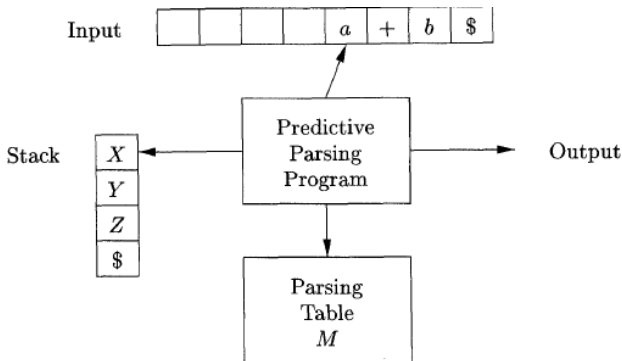 Input a + b $
Predictive
Parsing
Program
Stack X
Y
Z
$
Output
Parsing
Table
M